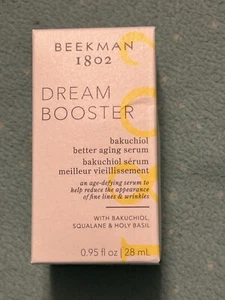 BEEKMAN
1802
DREAM
BOOSTER
bakuchiol
better aging serum
bakuchiol sérum
meilleur vieillissement
an age-defying serum to
help reduce the appearance
of fine lines & wrinkles
WITH BAKUCHIOL,
SQUALANE & HOLY BASIL
0.95 fl oz | 28 mL